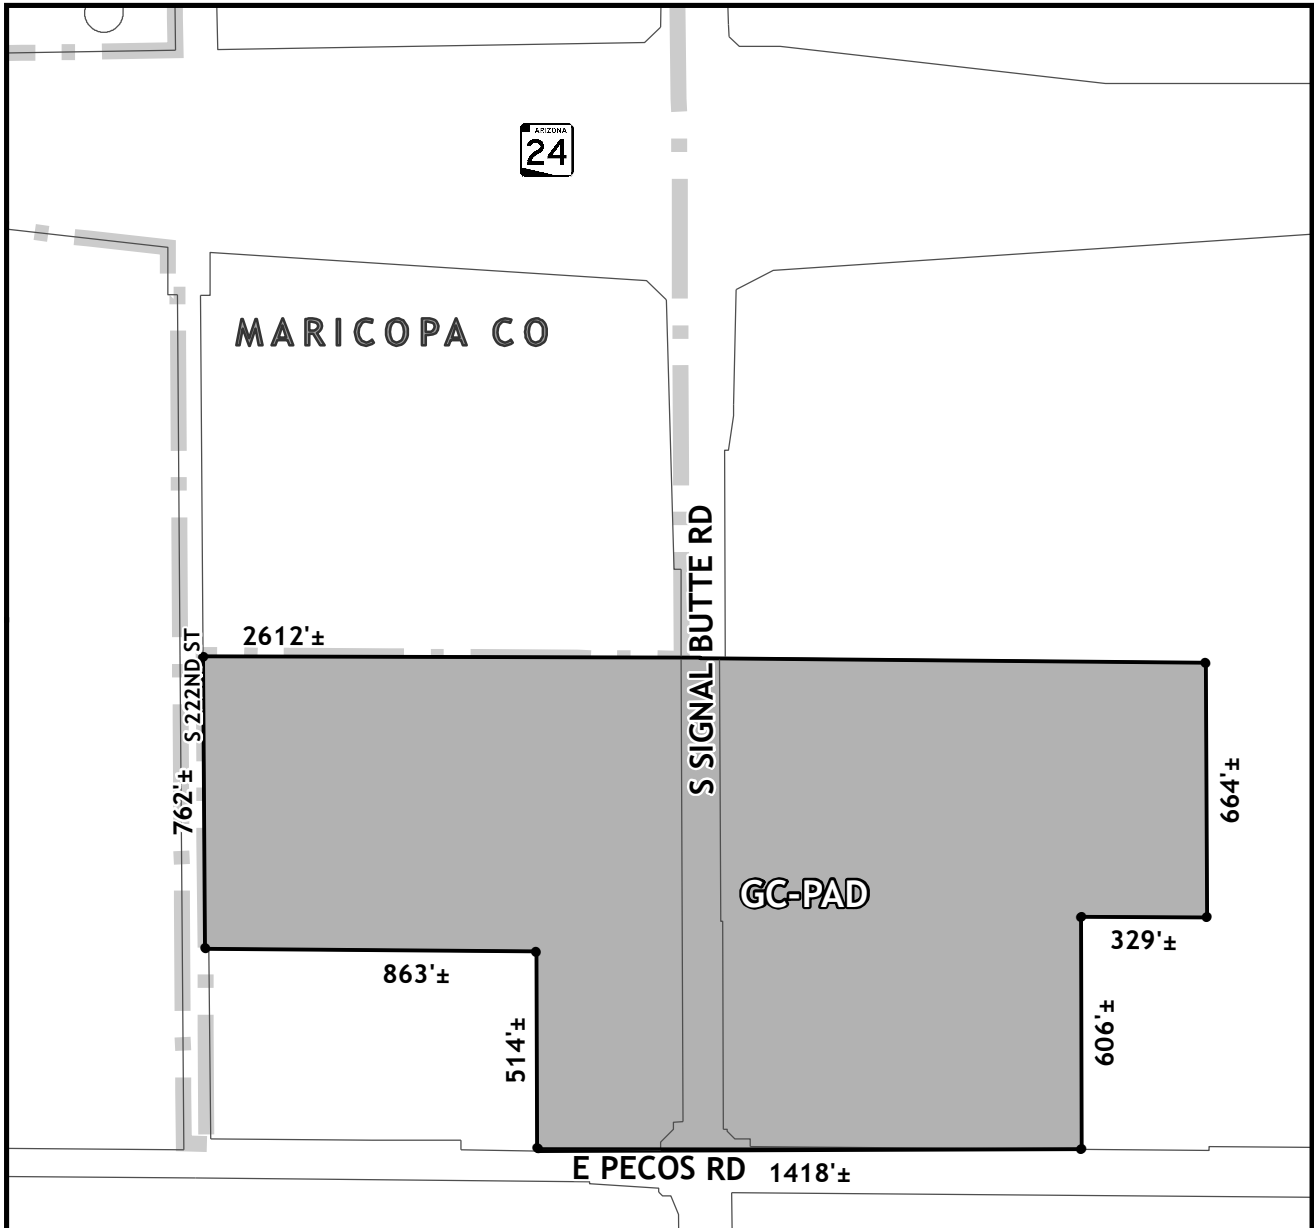 ARIZONA
24
MARICOPA CO
S SIGNAL BUTTE RD
2612'±
S 222ND ST
762'±
664'±
GC-PAD
329'±
863'±
514'±
606'±
E PECOS RD
1418'±